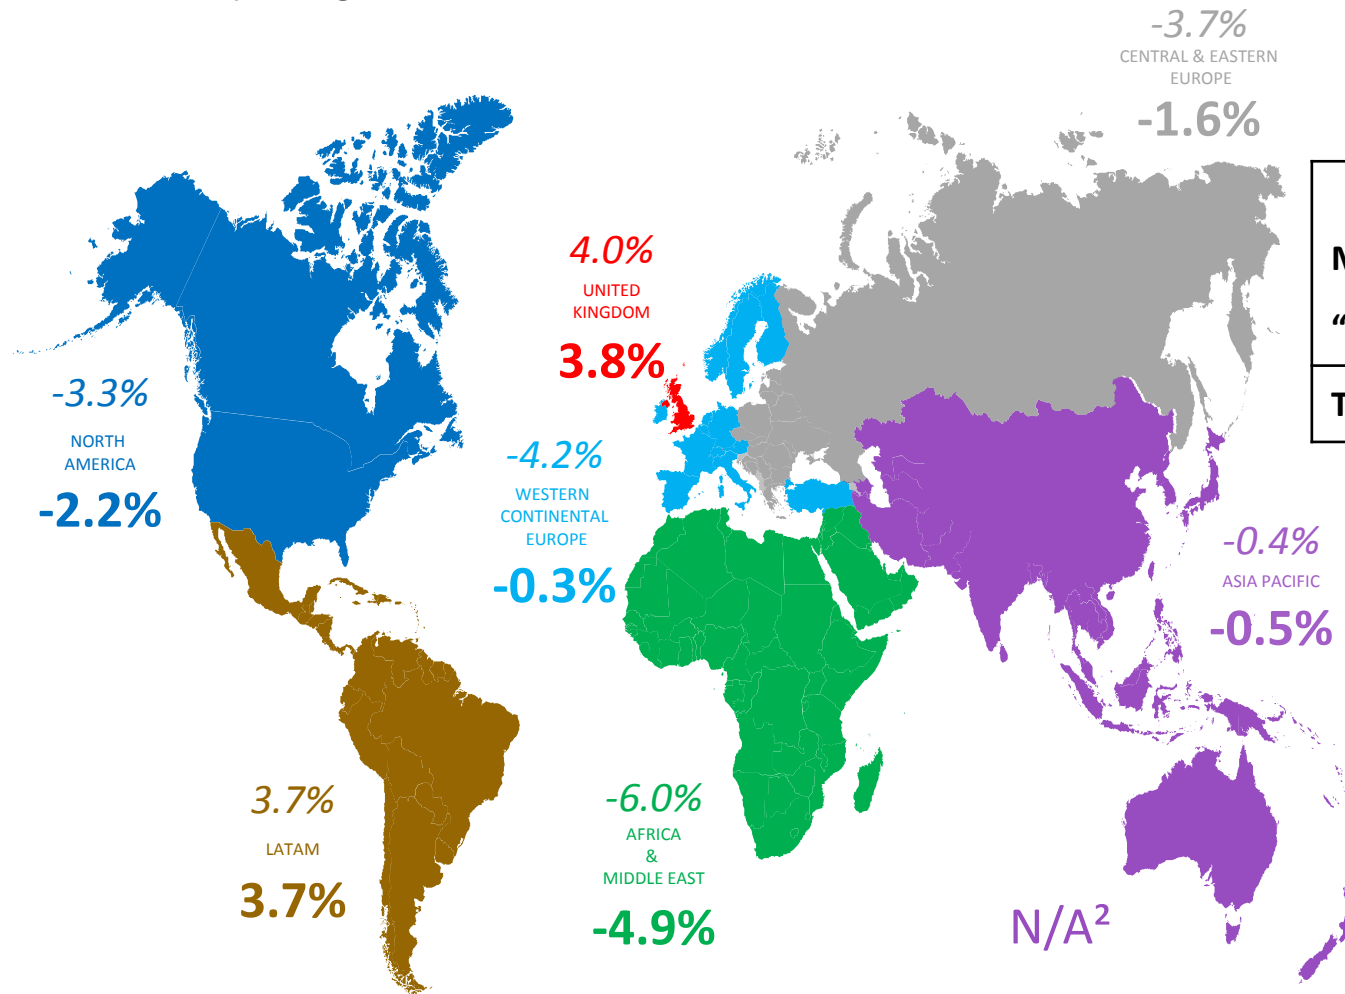 -3.7%
CENTRAL & EASTERN
EUROPE
-1.6%
4.0%
UNITED
KINGDOM
3.8%
-3.3%
NORTH
AMERICA
-2.2%
-4.2%
WESTERN
CONTINENTAL
EUROPE
-0.3%
-0.4%
ASIA PACIFIC
-0.5%
3.7%
LATAM
3.7%
-6.0%
AFRICA
&
MIDDLE EAST
-4.9%
N/A²